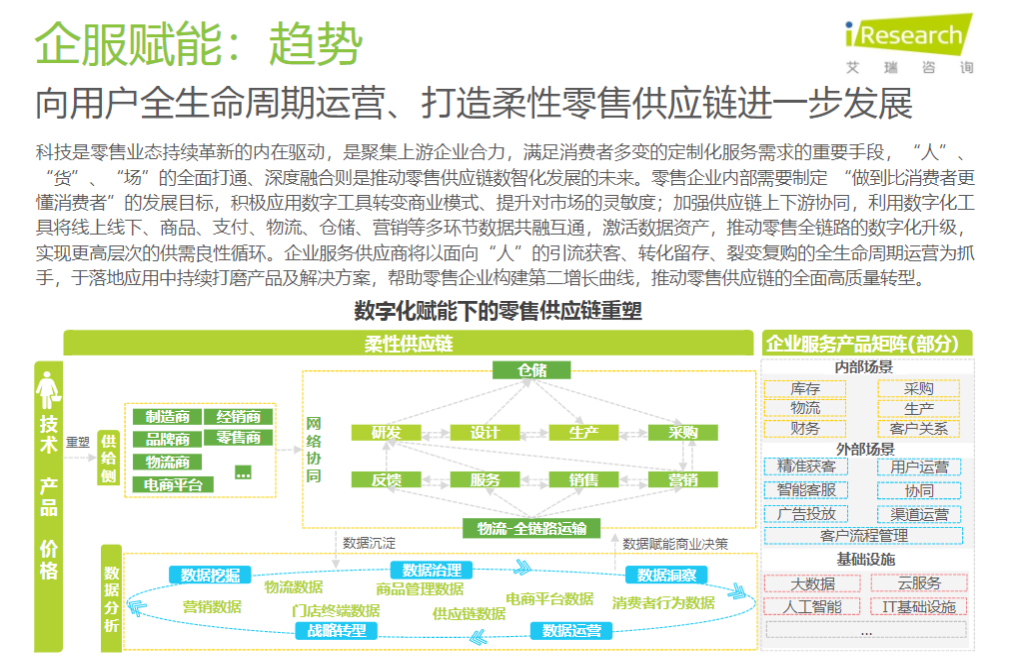 企服赋能：趋势
iResearch
艾瑞咨询
向用户全生命周期运营、打造柔性零售供应链进一步发展
科技是零售业态持续革新的内在驱动，是聚集上游企业合力，满足消费者多变的定制化服务需求的重要手段，“人”、
“货”、“场”的全面打通、深度融合则是推动零售供应链数智化发展的未来。零售企业内部需要制定 “做到比消费者更
懂消费者”的发展目标，积极应用数字工具转变商业模式、提升对市场的灵敏度；加强供应链上下游协同，利用数字化工
具将线上线下、商品、支付、物流、仓储、营销等多环节数据共融互通，激活数据资产，推动零售全链路的数字化升级，
实现更高层次的供需良性循环。企业服务供应商将以面向“人”的引流获客、转化留存、裂变复购的全生命周期运营为抓
手，于落地应用中持续打磨产品及解决方案，帮助零售企业构建第二增长曲线，推动零售供应链的全面高质量转型。
数字化赋能下的零售供应链重塑
柔性供应链
技术 产品 价格
重塑
供给侧
制造商 经销商
品牌商 零售商
物流商
...
电商平台
网络协同
仓储
研发 设计 生产 采购
反馈 服务 销售 营销
物流-全链路运输
数据沉淀
数据赋能商业决策
数据分析
数据挖掘 数据治理 数据洞察
物流数据 商品管理数据
营销数据 门店终端数据 供应链数据 电商平台数据 消费者行为数据
战略转型 数据运营
企业服务产品矩阵(部分)
内部场景
库存 采购
物流 生产
财务 客户关系
外部场景
精准获客 用户运营
智能客服 协同
广告投放 渠道运营
客户流程管理
基础设施
大数据 云服务
人工智能 IT基础设施
...